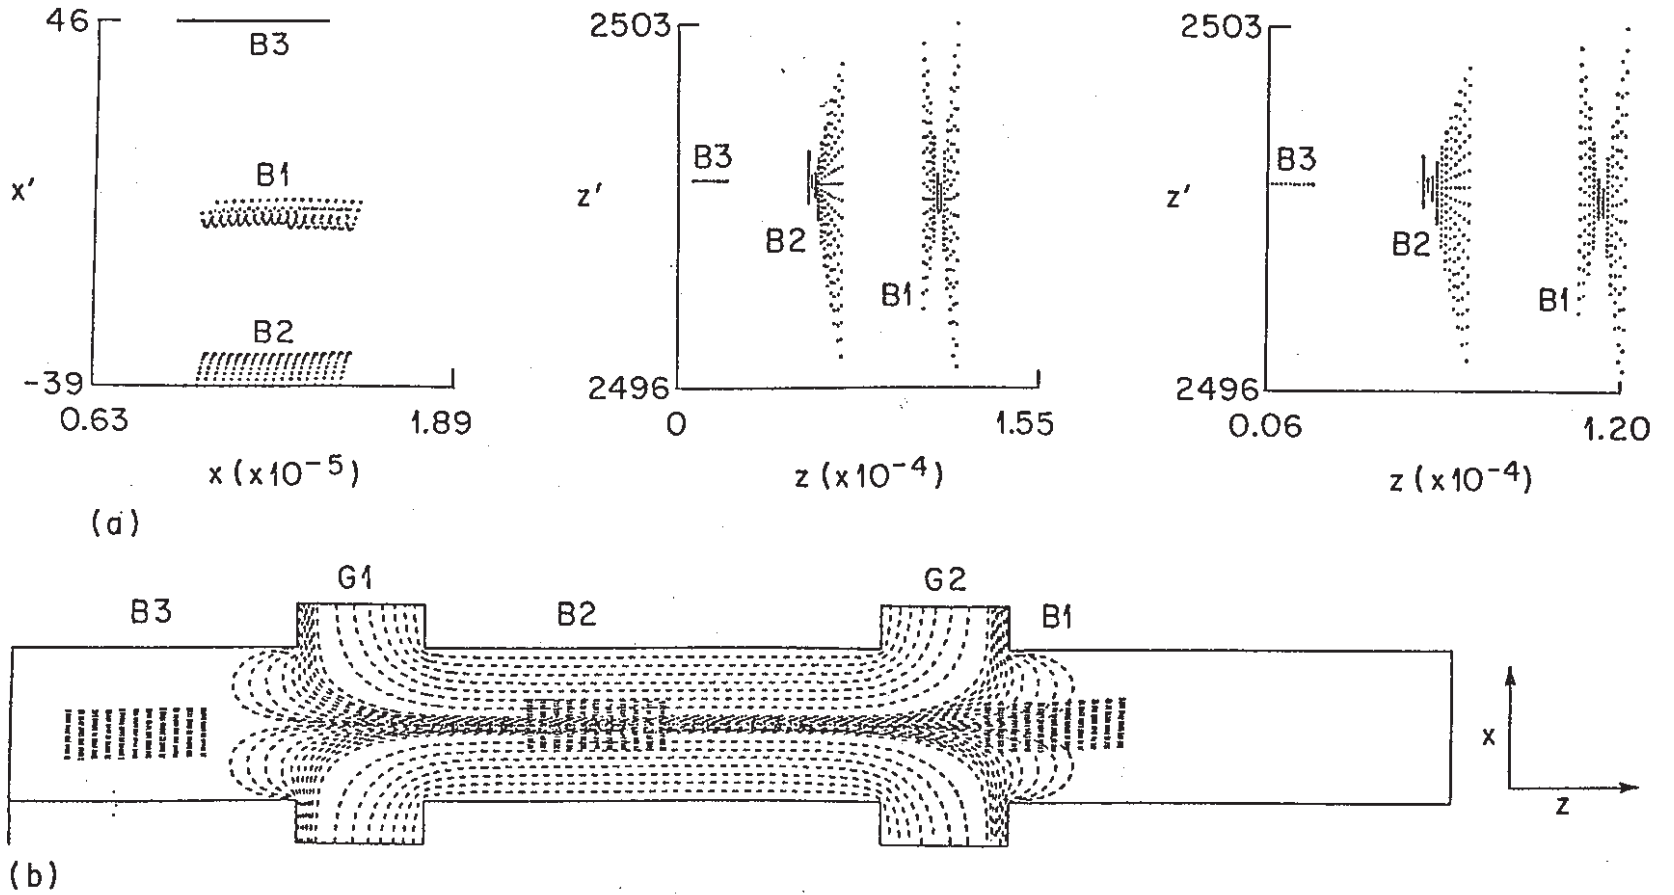 46
B3
B1
x'
B2
-39
0.63
1.89
x (x10⁻⁵)
2503
B3
z'
B2
B1
2496
0
1.55
z (x10⁻⁴)
2503
B3
z'
B2
B1
2496
0.06
1.20
z (x10⁻⁴)
(a)
G1
G2
B3
B2
B1
x
z
(b)